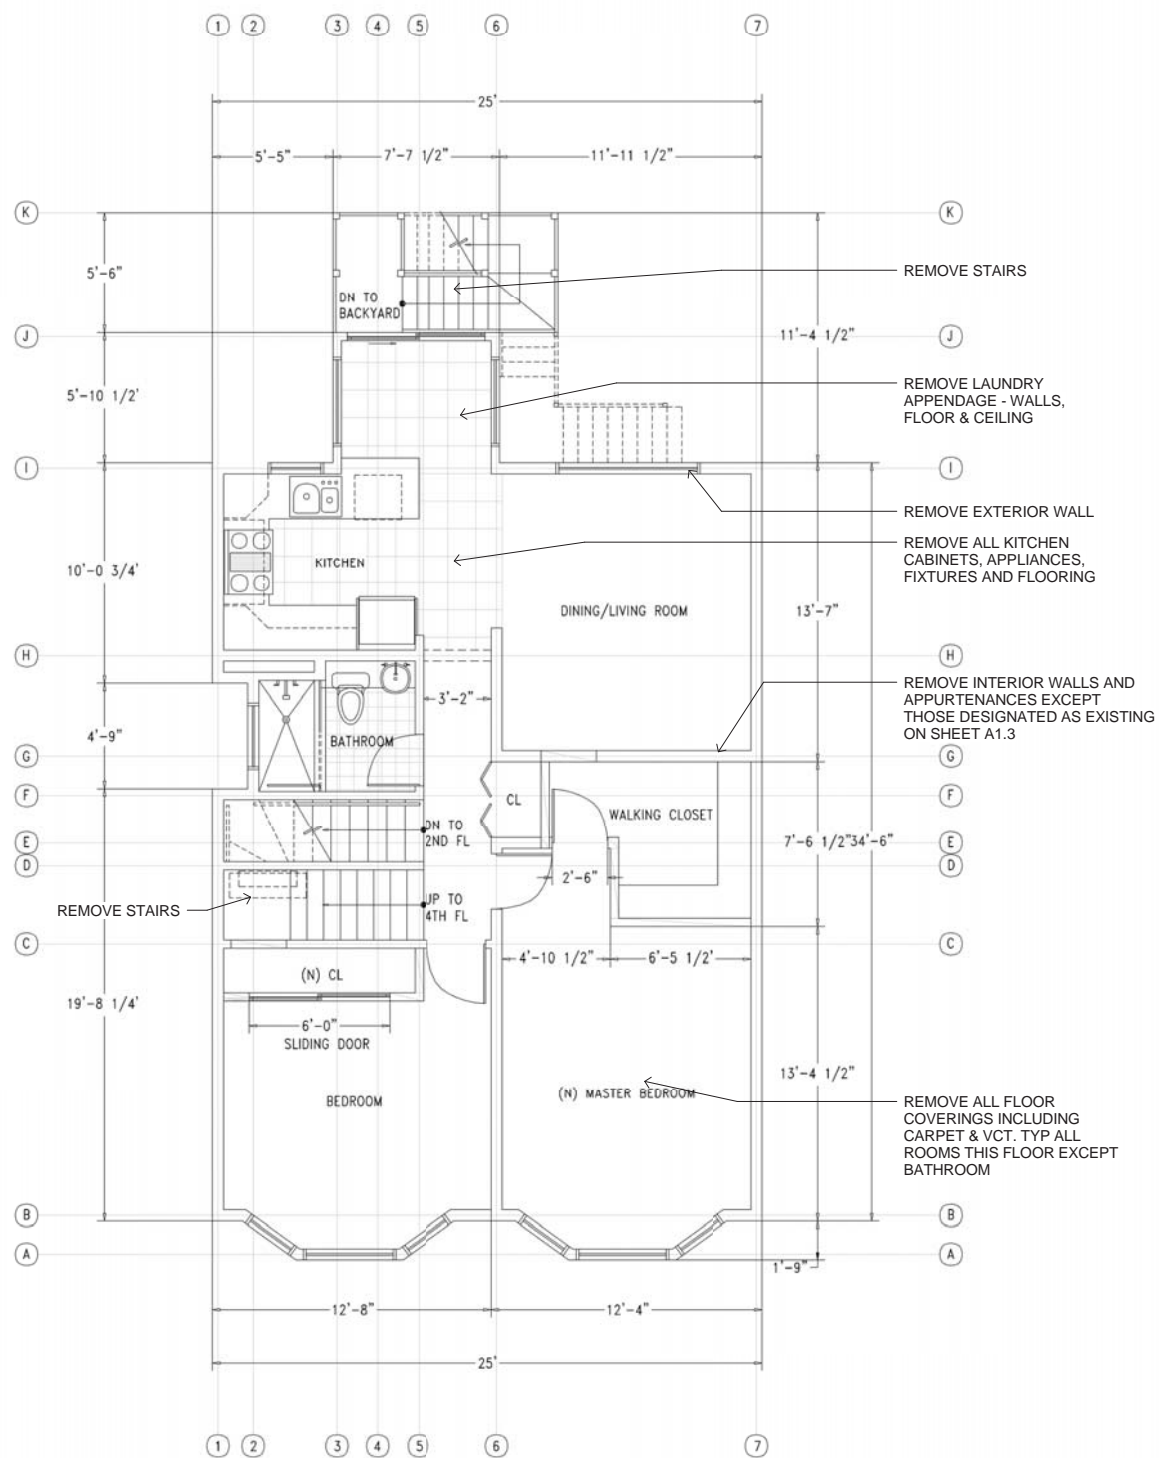 1 2 3 4 5 6 7
25'
5'-5" 7'-7 1/2" 11'-11 1/2"
K K
5'-6"
REMOVE STAIRS
DN TO
BACKYARD
J J
11'-4 1/2"
5'-10 1/2'
REMOVE LAUNDRY
APPENDAGE - WALLS,
FLOOR & CEILING
I I
REMOVE EXTERIOR WALL
REMOVE ALL KITCHEN
CABINETS, APPLIANCES,
FIXTURES AND FLOORING
KITCHEN
10'-0 3/4'
DINING/LIVING ROOM
13'-7"
H H
REMOVE INTERIOR WALLS AND
APPURTENANCES EXCEPT
THOSE DESIGNATED AS EXISTING
ON SHEET A1.3
3'-2"
4'-9"
BATHROOM
G G
F F
CL
WALKING CLOSET
DN TO
2ND FL
E E
7'-6 1/2" 34'-6"
D D
2'-6"
REMOVE STAIRS
UP TO
4TH FL
C C
4'-10 1/2" 6'-5 1/2'
(N) CL
19'-8 1/4'
6'-0"
SLIDING DOOR
13'-4 1/2"
BEDROOM
(N) MASTER BEDROOM
REMOVE ALL FLOOR
COVERINGS INCLUDING
CARPET & VCT. TYP ALL
ROOMS THIS FLOOR EXCEPT
BATHROOM
B B
A A
1'-9"
12'-8" 12'-4"
25'
1 2 3 4 5 6 7